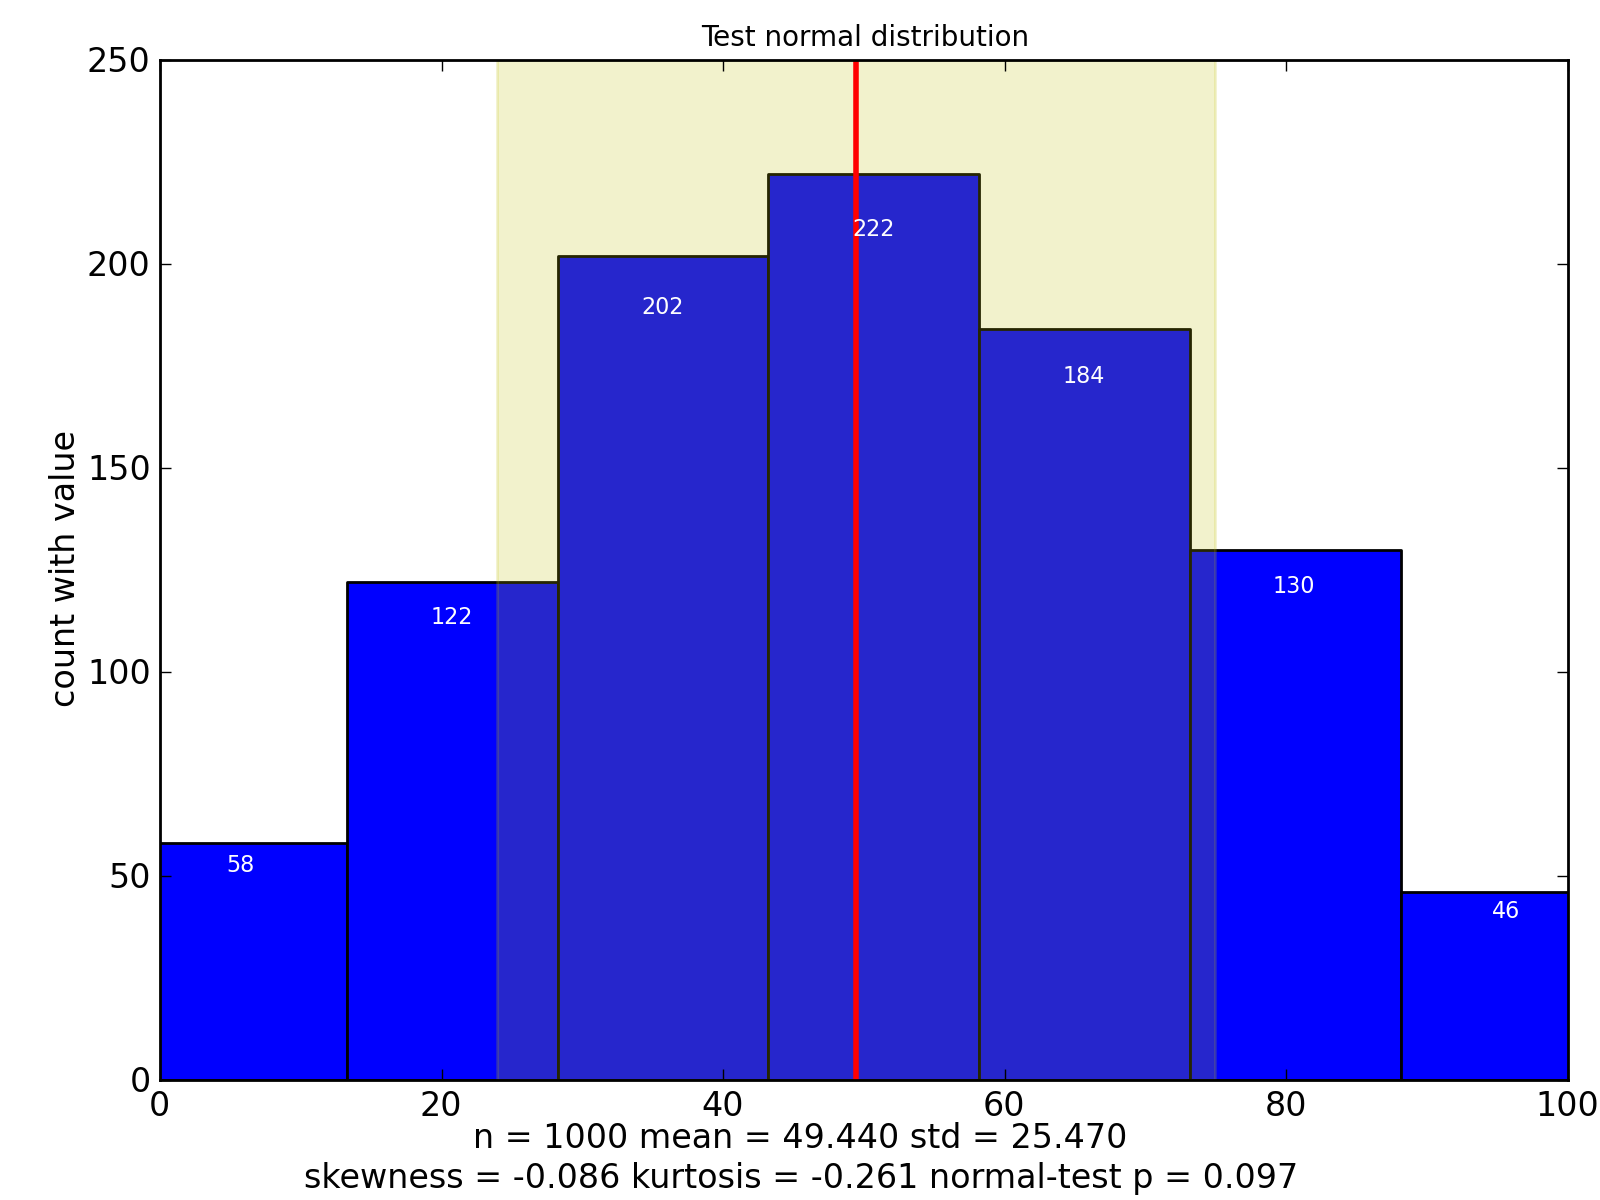 Test normal distribution
250
200
150
100
50
0
count with value
58
122
202
222
184
130
46
0 20 40 60 80 100
n = 1000 mean = 49.440 std = 25.470
skewness = -0.086 kurtosis = -0.261 normal-test p = 0.097